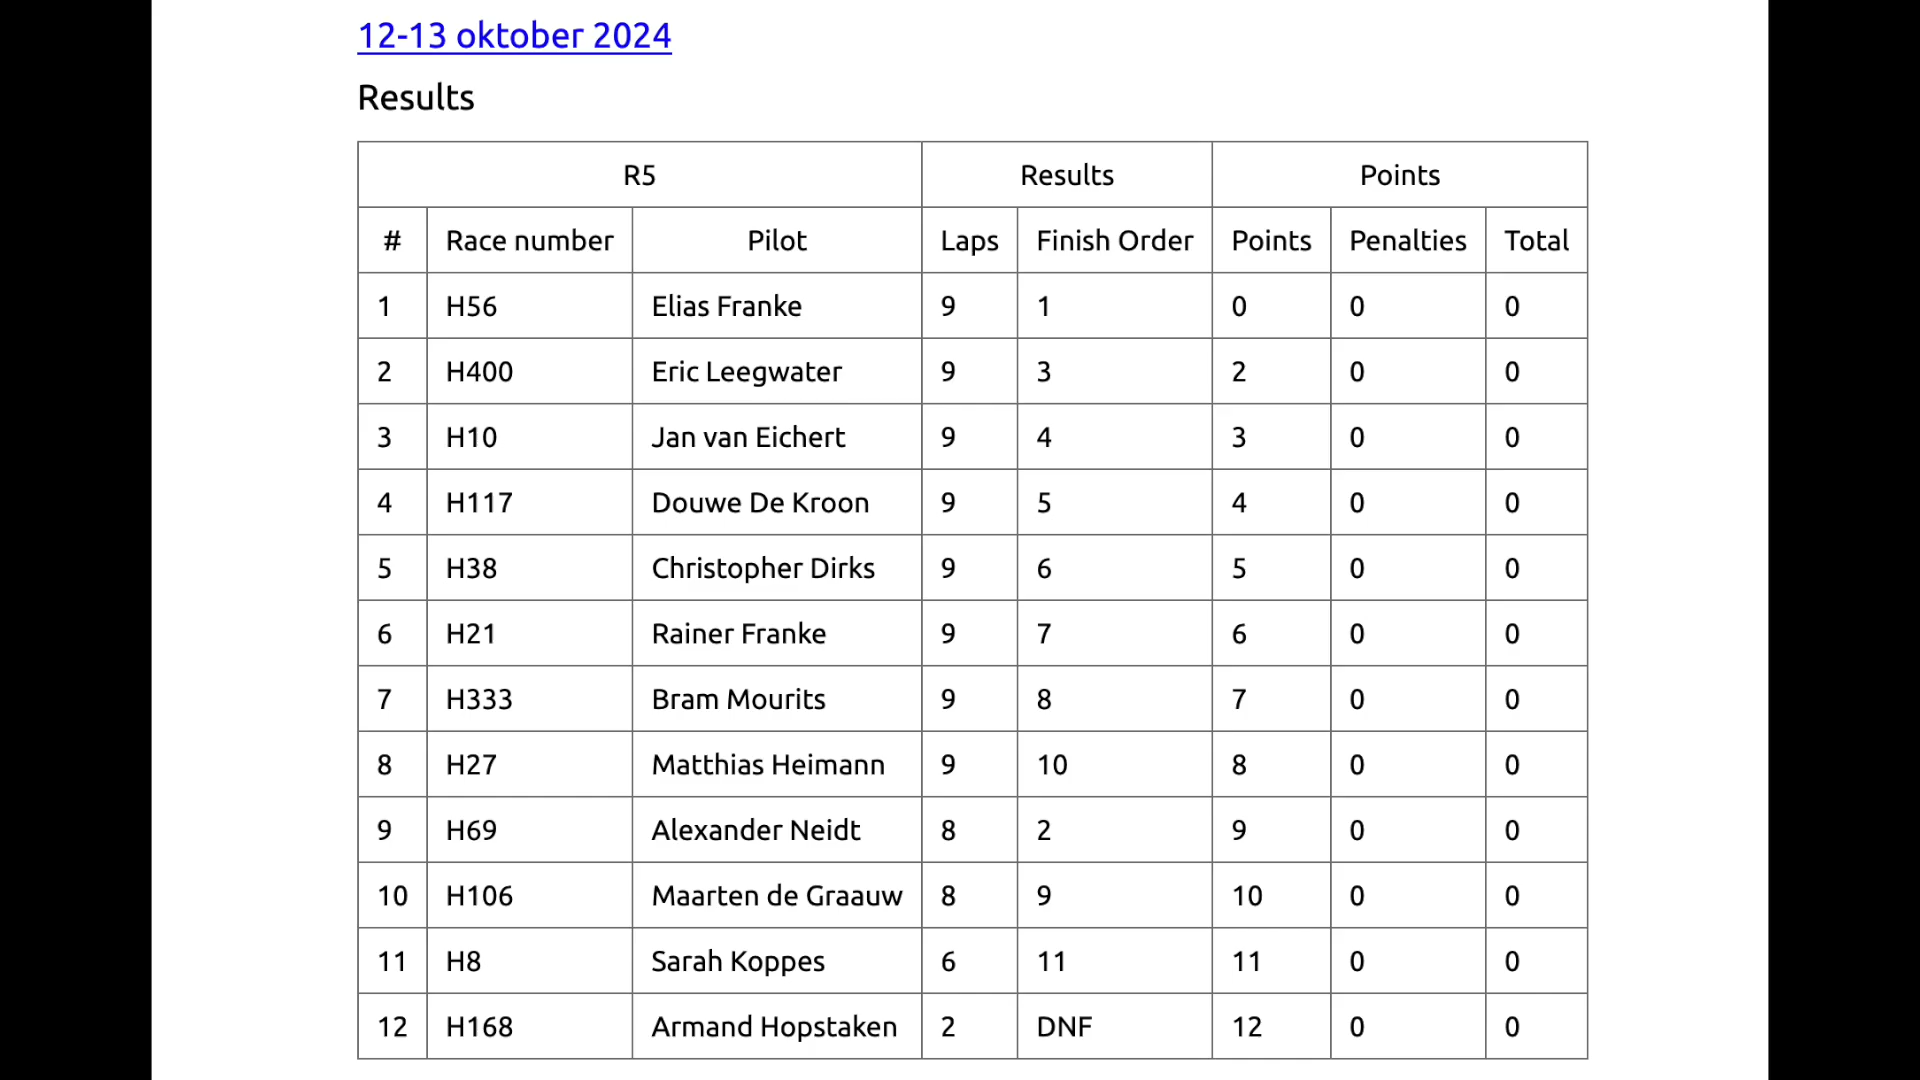 12-13 oktober 2024
Results
R5 Results Points
# Race number Pilot Laps Finish Order Points Penalties Total
1 H56 Elias Franke 9 1 0 0 0
2 H400 Eric Leegwater 9 3 2 0 0
3 H10 Jan van Eichert 9 4 3 0 0
4 H117 Douwe De Kroon 9 5 4 0 0
5 H38 Christopher Dirks 9 6 5 0 0
6 H21 Rainer Franke 9 7 6 0 0
7 H333 Bram Mourits 9 8 7 0 0
8 H27 Matthias Heimann 9 10 8 0 0
9 H69 Alexander Neidt 8 2 9 0 0
10 H106 Maarten de Graauw 8 9 10 0 0
11 H8 Sarah Koppes 6 11 11 0 0
12 H168 Armand Hopstaken 2 DNF 12 0 0